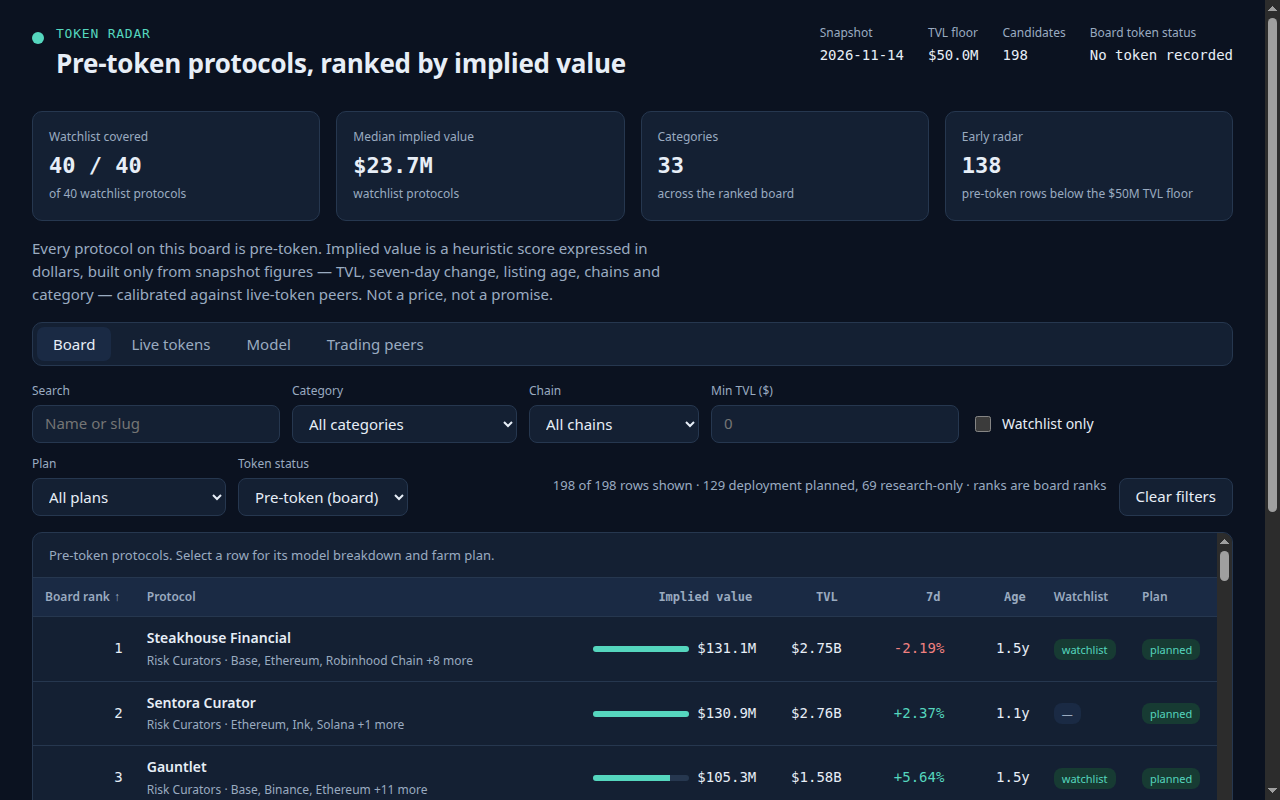 TOKEN RADAR
Pre-token protocols, ranked by implied value
Snapshot
2026-11-14
TVL floor
$50.0M
Candidates
198
Board token status
No token recorded
Watchlist covered
40 / 40
of 40 watchlist protocols
Median implied value
$23.7M
watchlist protocols
Categories
33
across the ranked board
Early radar
138
pre-token rows below the $50M TVL floor
Every protocol on this board is pre-token. Implied value is a heuristic score expressed in
dollars, built only from snapshot figures — TVL, seven-day change, listing age, chains and
category — calibrated against live-token peers. Not a price, not a promise.
Board Live tokens Model Trading peers
Search
Name or slug
Category
All categories
Chain
All chains
Min TVL ($)
0
Watchlist only
Plan
All plans
Token status
Pre-token (board)
198 of 198 rows shown · 129 deployment planned, 69 research-only · ranks are board ranks
Clear filters
Pre-token protocols. Select a row for its model breakdown and farm plan.
Board rank ↑ Protocol Implied value TVL 7d Age Watchlist Plan
1 Steakhouse Financial $131.1M $2.75B -2.19% 1.5y watchlist planned
Risk Curators · Base, Ethereum, Robinhood Chain +8 more
2 Sentora Curator $130.9M $2.76B +2.37% 1.1y — planned
Risk Curators · Ethereum, Ink, Solana +1 more
3 Gauntlet $105.3M $1.58B +5.64% 1.5y watchlist planned
Risk Curators · Base, Binance, Ethereum +11 more